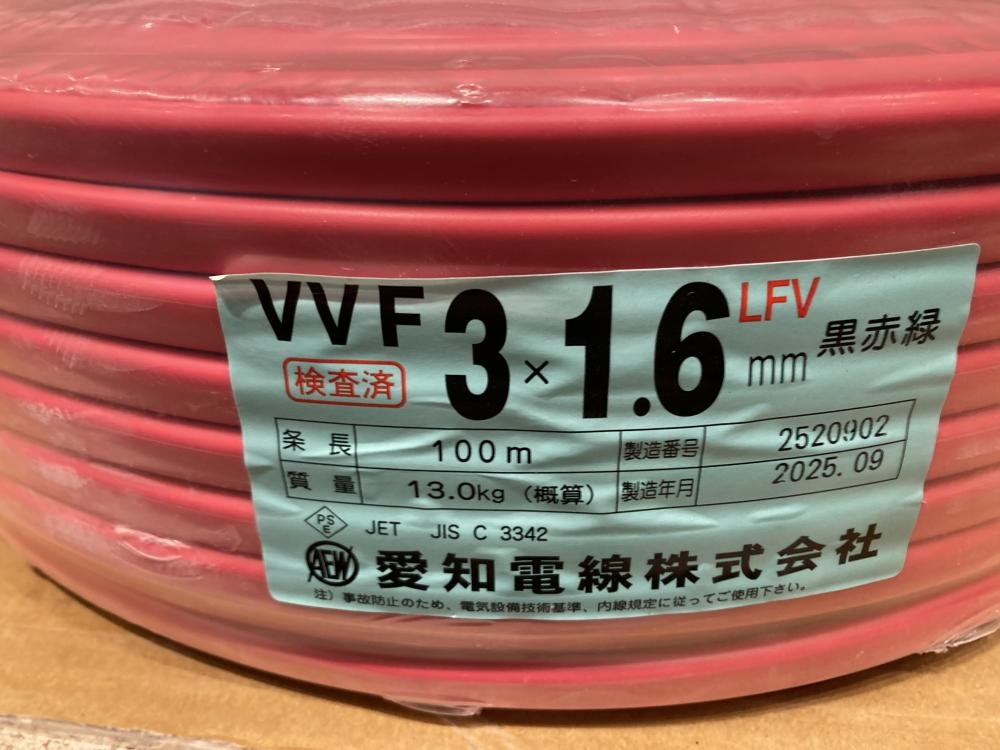 VVF 3×1.6mm LFV 黒赤緑
検査済
条長 100m 製造番号 2520902
質量 13.0kg (概算) 製造年月 2025.09
PSE JET JIS C 3342
AEW 愛知電線株式会社
注) 事故防止のため、電気設備技術基準、内線規定に従ってご使用下さい。